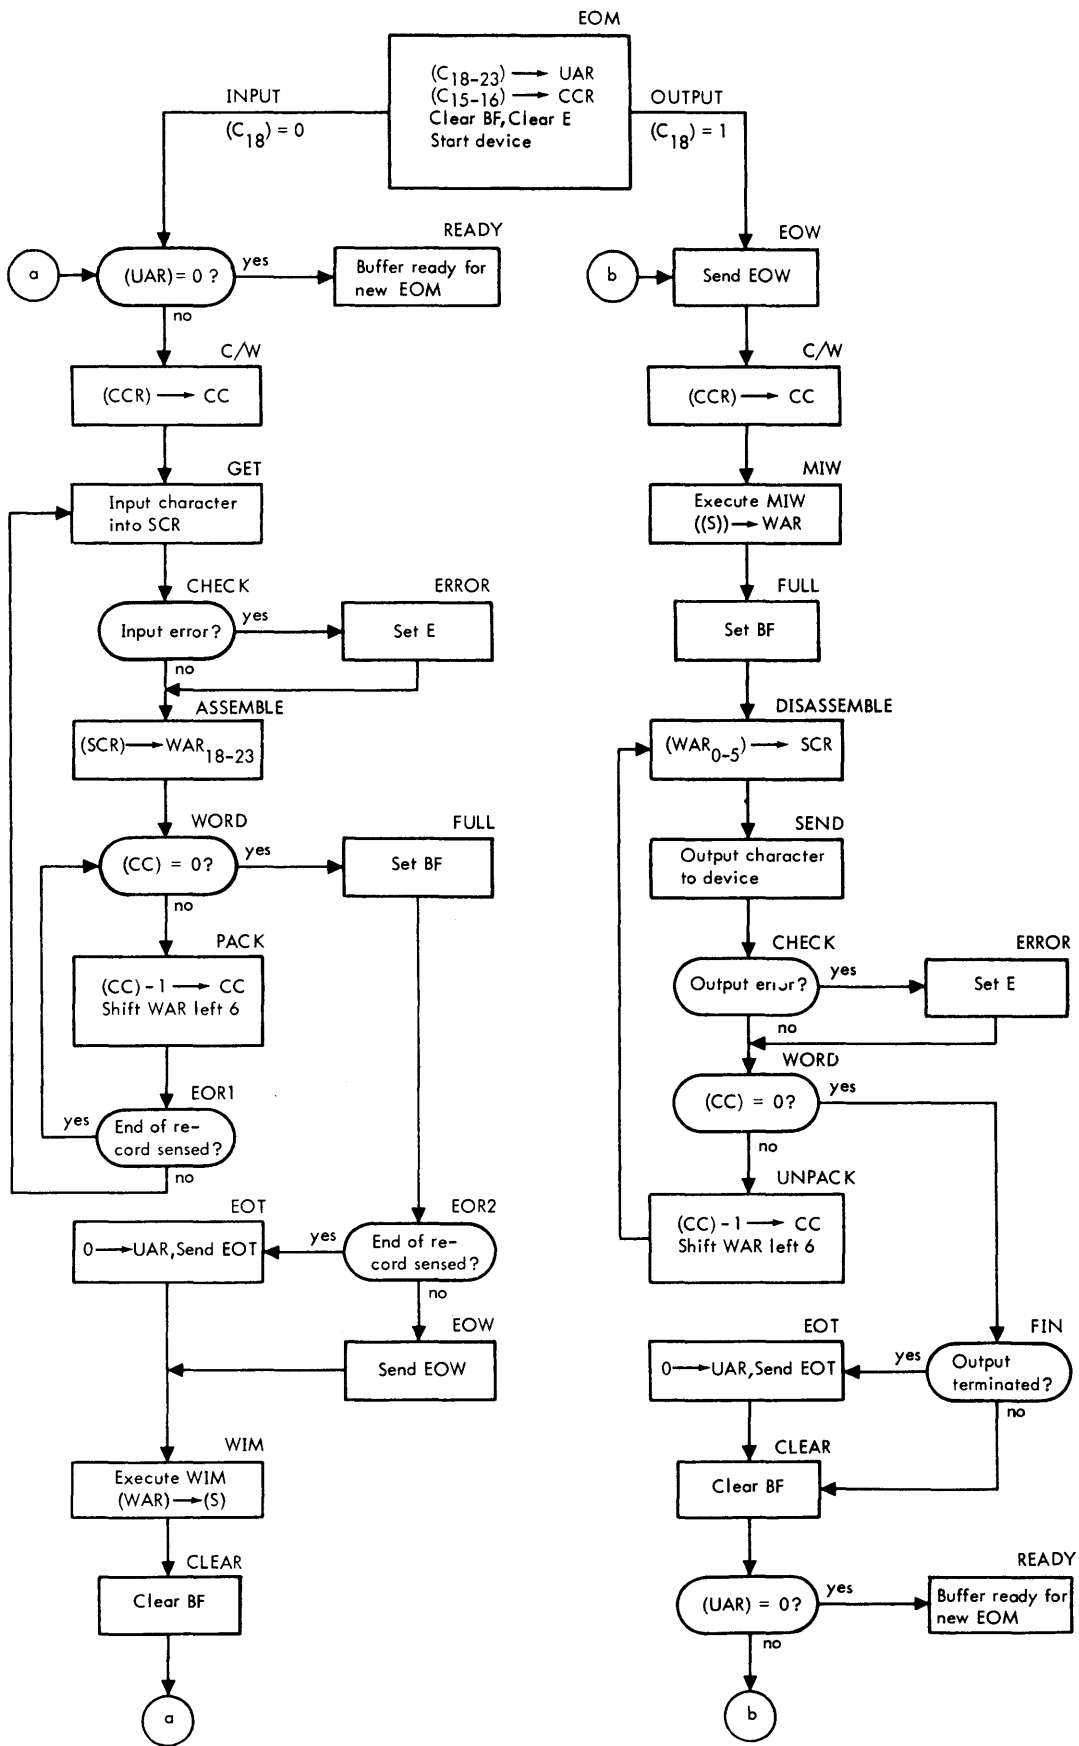 EOM
(C18-23) → UAR
(C15-16) → CCR
Clear BF, Clear E
Start device
INPUT
(C18) = 0
OUTPUT
(C18) = 1
READY
a
(UAR) = 0 ?
yes
Buffer ready for
new EOM
no
C/W
(CCR) → CC
GET
Input character
into SCR
CHECK
Input error?
yes
ERROR
Set E
no
ASSEMBLE
(SCR) → WAR18-23
WORD
(CC) = 0?
yes
FULL
Set BF
no
PACK
(CC) - 1 → CC
Shift WAR left 6
EOR1
yes
End of re-
cord sensed?
no
EOR2
End of re-
cord sensed?
yes
EOT
0 → UAR, Send EOT
no
EOW
Send EOW
WIM
Execute WIM
(WAR) → (S)
CLEAR
Clear BF
a
EOW
b
Send EOW
C/W
(CCR) → CC
MIW
Execute MIW
((S)) → WAR
FULL
Set BF
DISASSEMBLE
(WAR0-5) → SCR
SEND
Output character
to device
CHECK
Output error?
yes
ERROR
Set E
no
WORD
(CC) = 0?
yes
no
UNPACK
(CC) - 1 → CC
Shift WAR left 6
FIN
Output
terminated?
yes
EOT
0 → UAR, Send EOT
no
CLEAR
Clear BF
(UAR) = 0?
yes
READY
Buffer ready for
new EOM
no
b